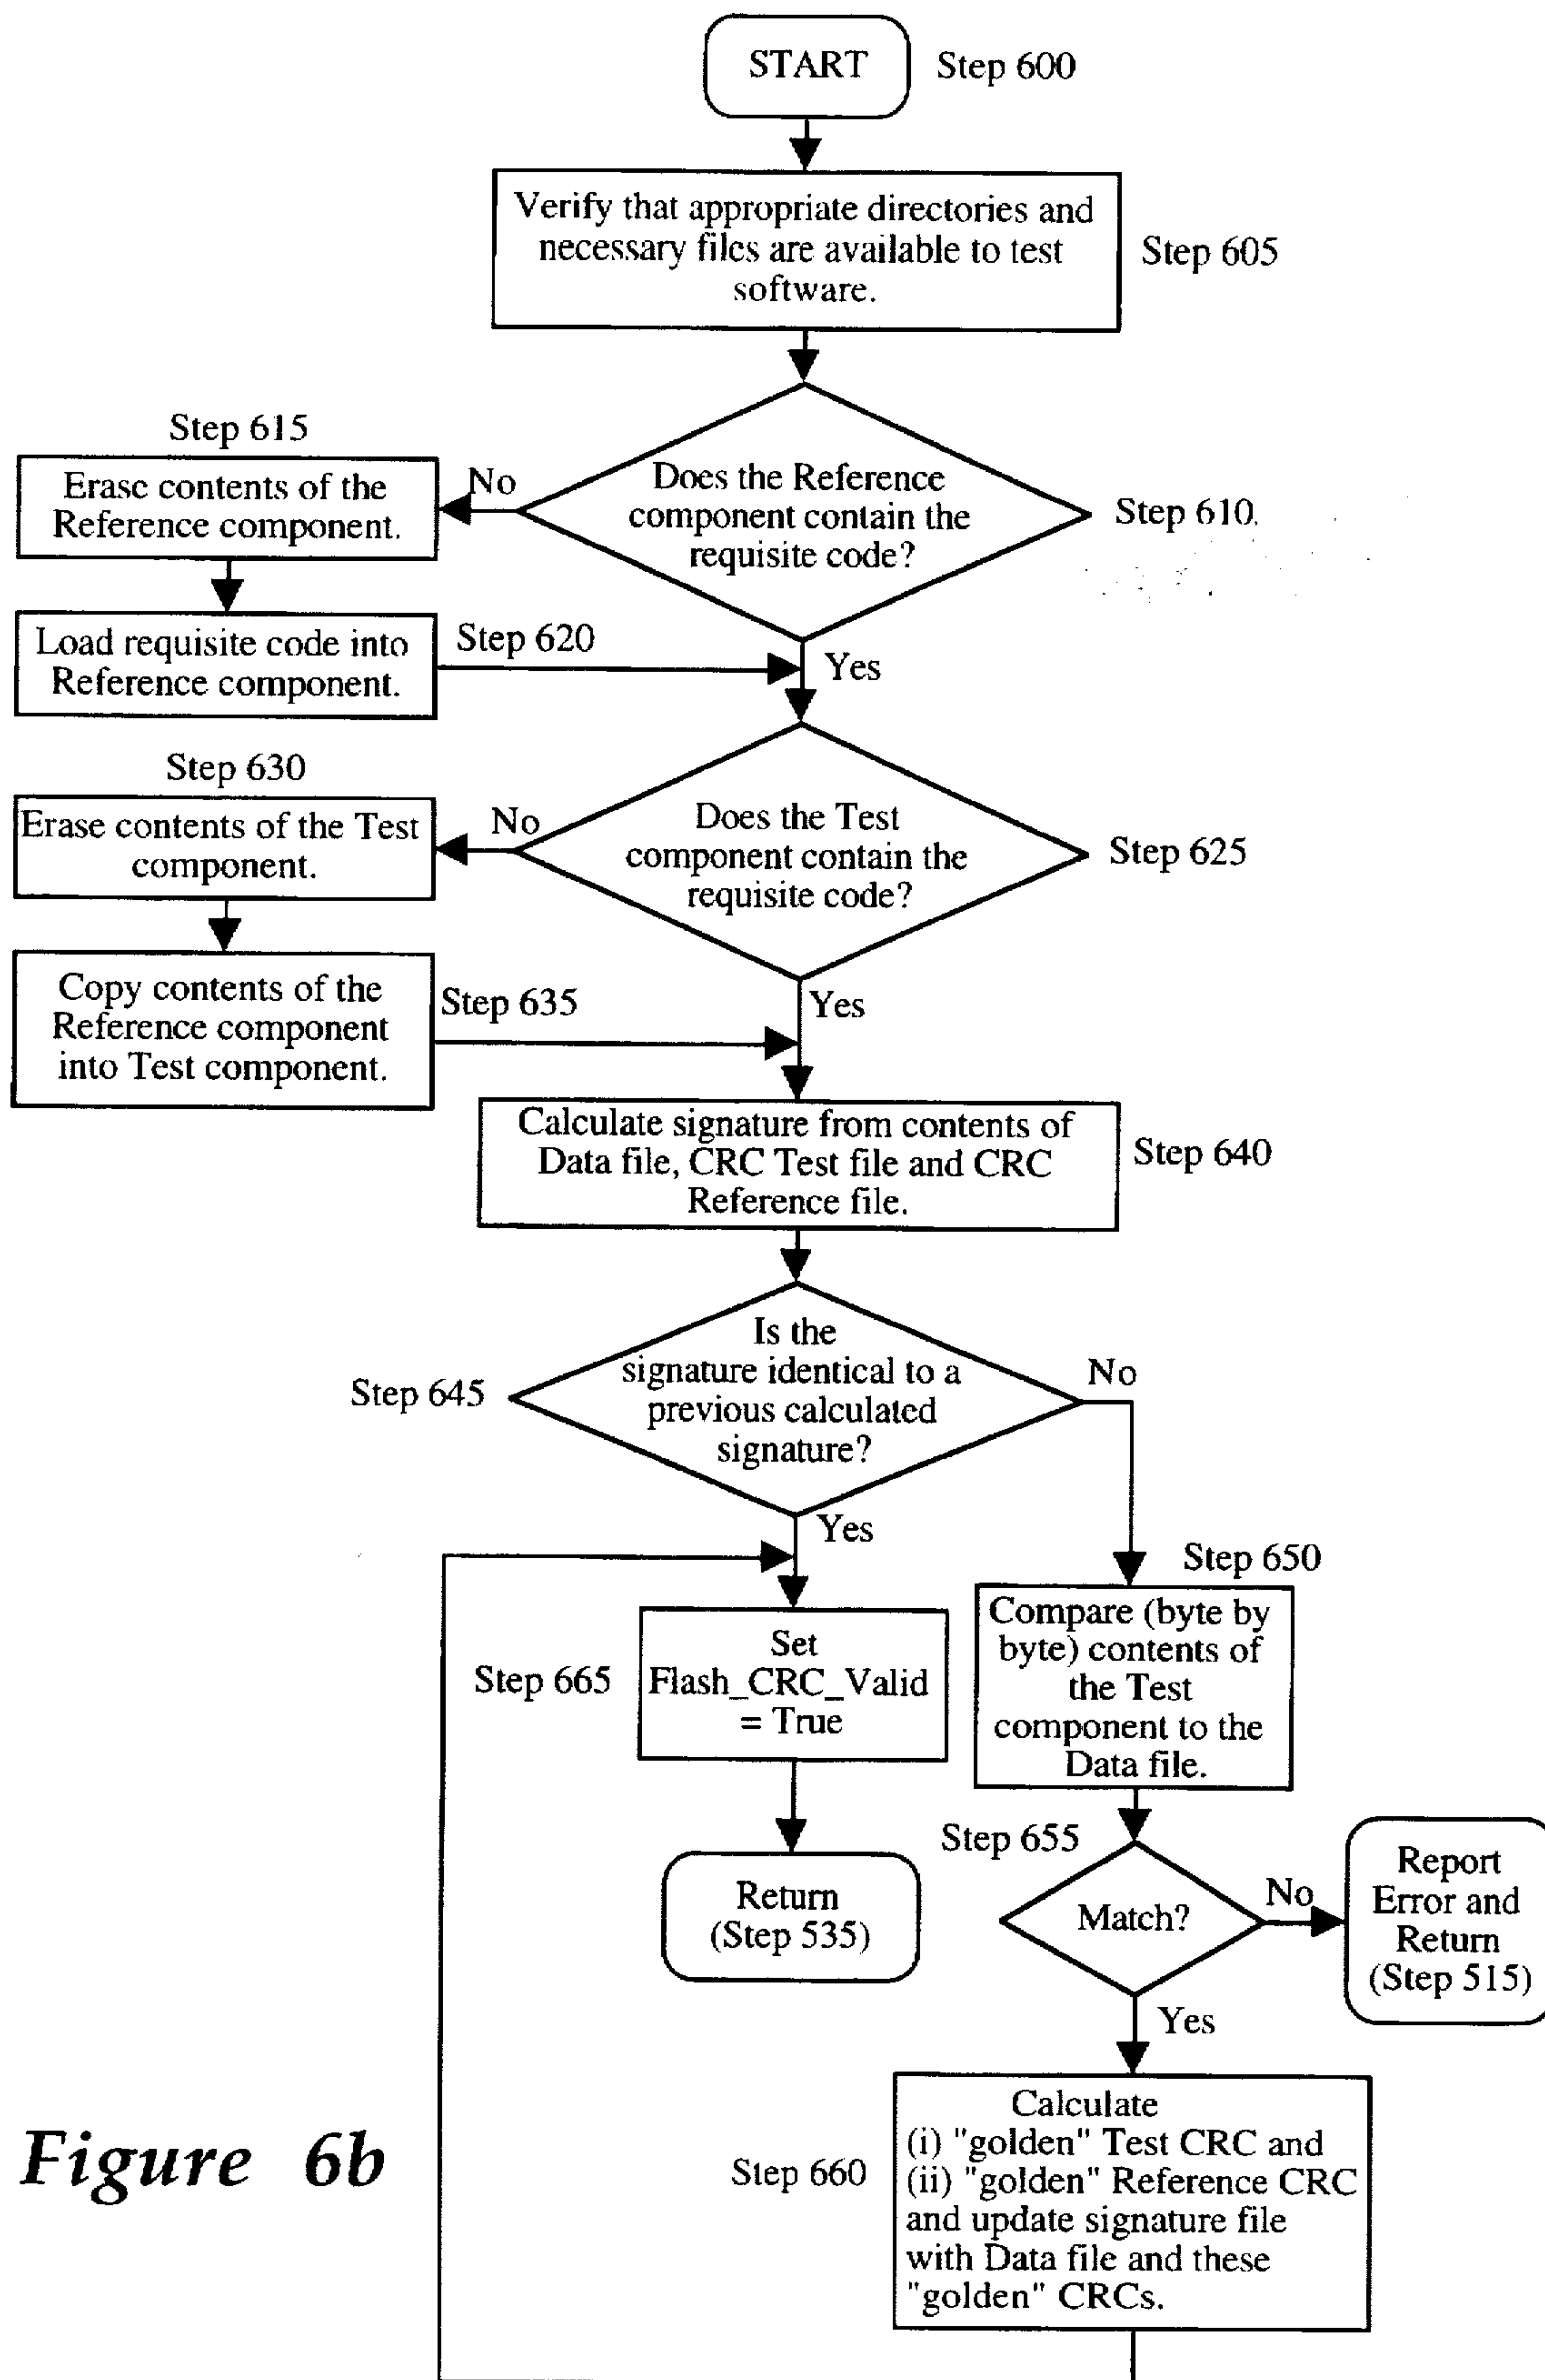 START
Step 600
Verify that appropriate directories and
necessary files are available to test
software.
Step 605
Does the Reference
component contain the
requisite code?
Step 610
No
Yes
Step 615
Erase contents of the
Reference component.
Load requisite code into
Reference component.
Step 620
Does the Test
component contain the
requisite code?
Step 625
No
Yes
Step 630
Erase contents of the Test
component.
Copy contents of the
Reference component
into Test component.
Step 635
Calculate signature from contents of
Data file, CRC Test file and CRC
Reference file.
Step 640
Is the
signature identical to a
previous calculated
signature?
Step 645
No
Yes
Step 650
Compare (byte by
byte) contents of
the Test
component to the
Data file.
Set
Flash_CRC_Valid
= True
Step 665
Return
(Step 535)
Step 655
Match?
No
Report
Error and
Return
(Step 515)
Yes
Calculate
(i) "golden" Test CRC and
(ii) "golden" Reference CRC
and update signature file
with Data file and these
"golden" CRCs.
Step 660
Figure 6b